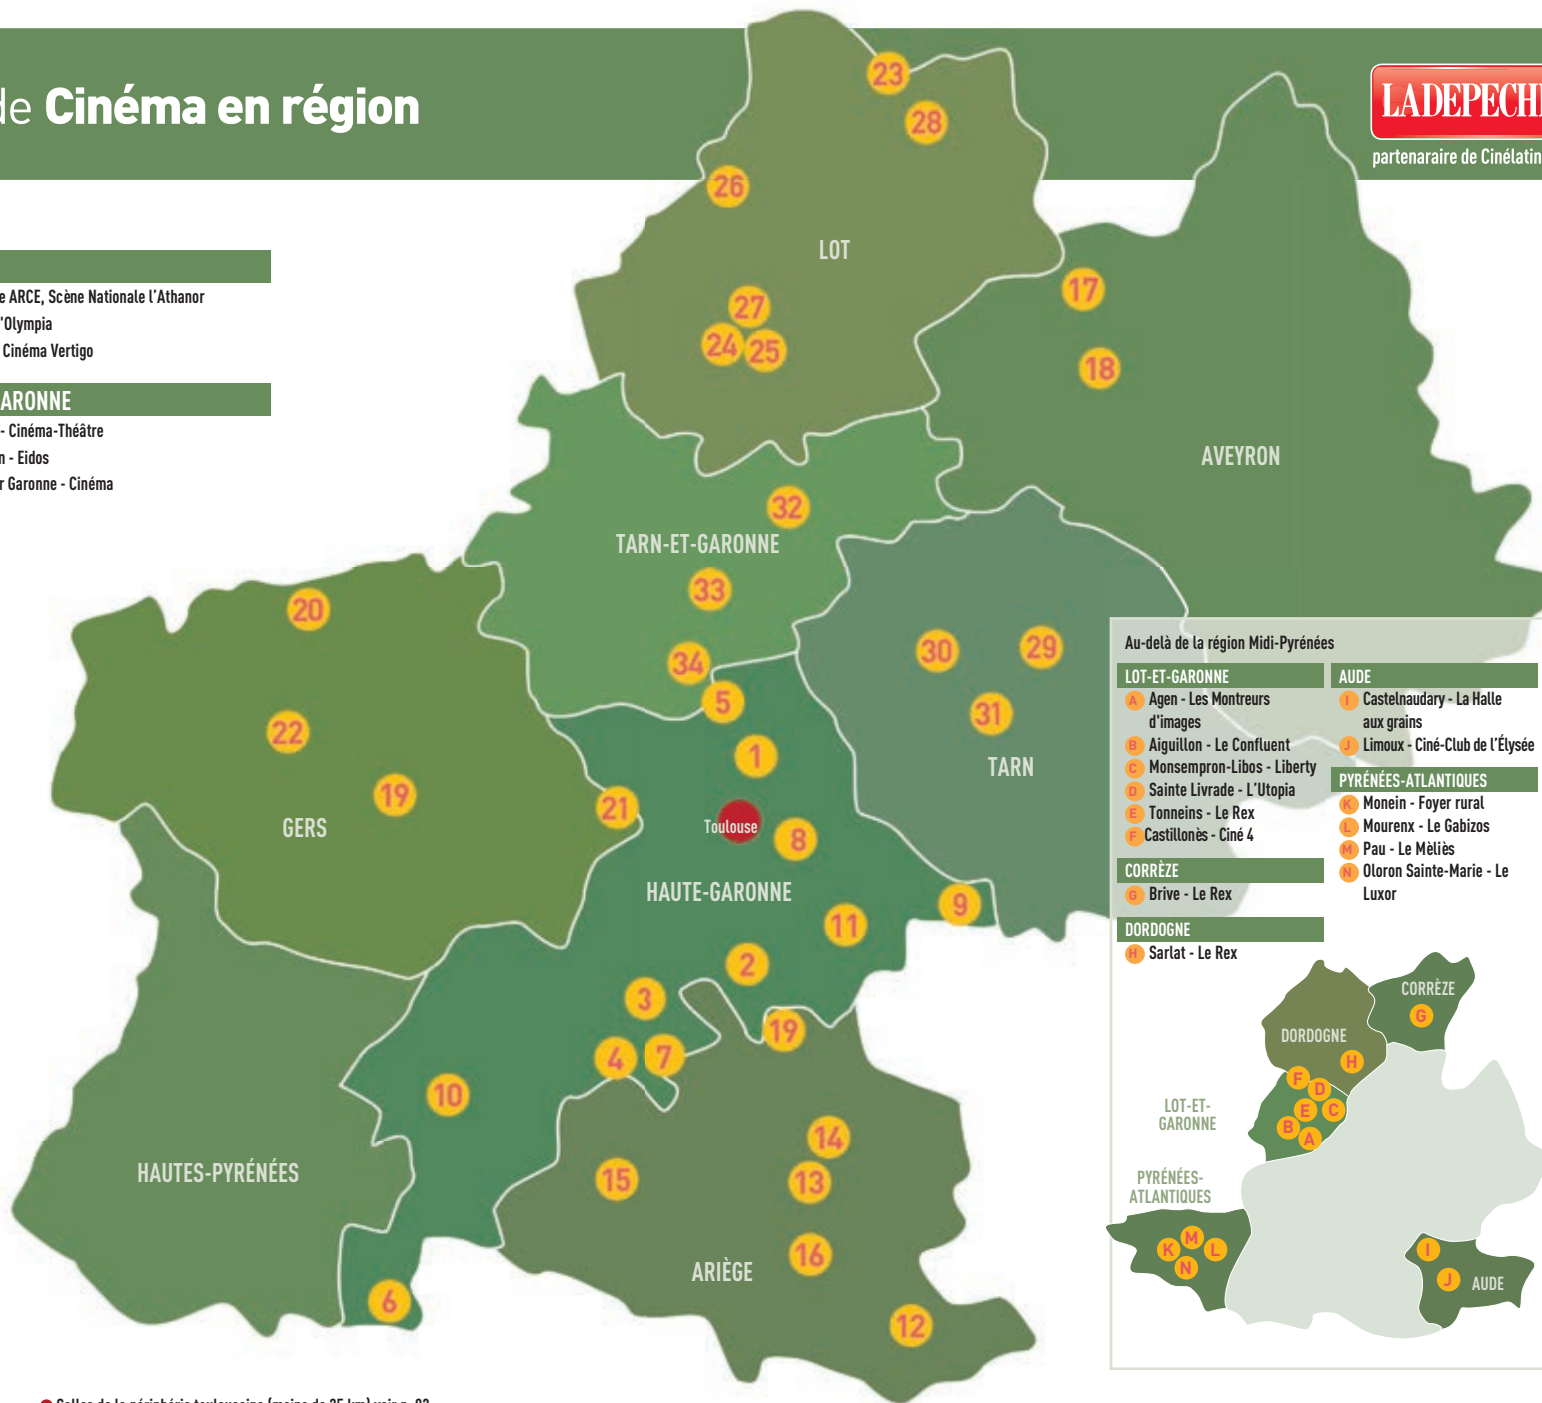 de Cinéma en région
LADEPECHE
partenaraire de Cinélatin
e ARCE, Scène Nationale l'Athanor
'Olympia
Cinéma Vertigo
ARONNE
- Cinéma-Théâtre
n - Eidos
r Garonne - Cinéma
23
28
26
LOT
27
24
25
17
18
AVEYRON
32
TARN-ET-GARONNE
33
34
5
20
22
19
GERS
21
1
Toulouse
8
HAUTE-GARONNE
30
29
31
TARN
9
11
2
3
19
4
7
10
HAUTES-PYRÉNÉES
6
14
13
15
16
ARIÈGE
12
Au-delà de la région Midi-Pyrénées
LOT-ET-GARONNE
A Agen - Les Montreurs
d'images
B Aiguillon - Le Confluent
C Monsempron-Libos - Liberty
D Sainte Livrade - L'Utopia
E Tonneins - Le Rex
F Castillonès - Ciné 4
CORRÈZE
G Brive - Le Rex
DORDOGNE
H Sarlat - Le Rex
AUDE
I Castelnaudary - La Halle
aux grains
J Limoux - Ciné-Club de l'Élysée
PYRÉNÉES-ATLANTIQUES
K Monein - Foyer rural
L Mourenx - Le Gabizos
M Pau - Le Mèliès
N Oloron Sainte-Marie - Le
Luxor
CORRÈZE
G
DORDOGNE
H
F
D
E
C
B
A
LOT-ET-
GARONNE
PYRÉNÉES-
ATLANTIQUES
M
K
L
N
I
J
AUDE